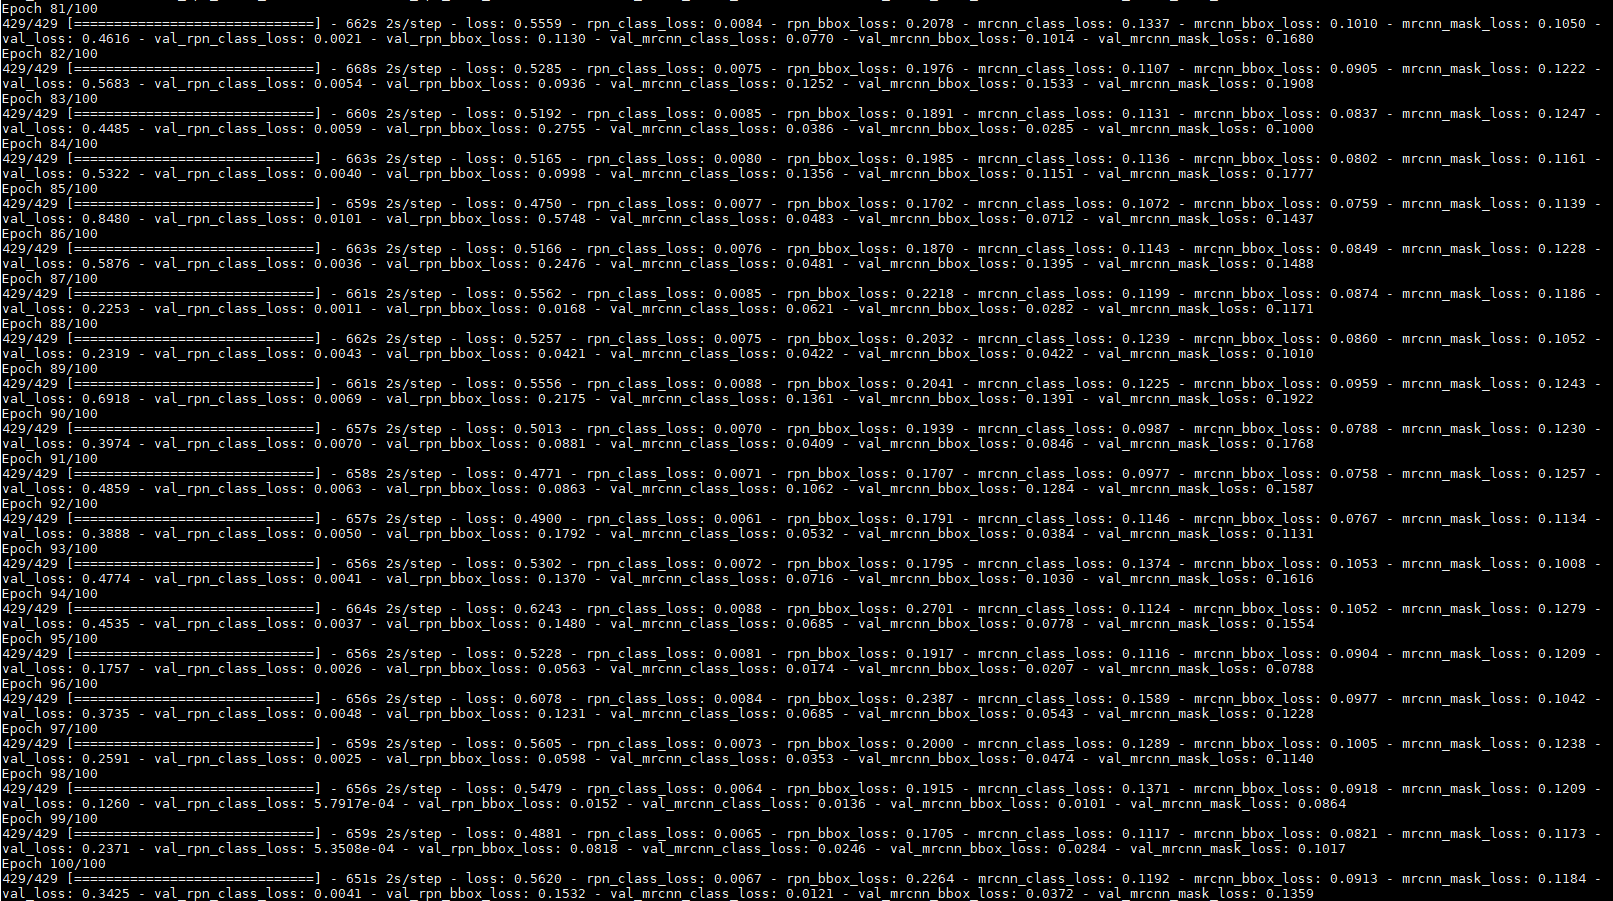 Epoch 81/100
429/429 [==============================] - 662s 2s/step - loss: 0.5559 - rpn_class_loss: 0.0084 - rpn_bbox_loss: 0.2078 - mrcnn_class_loss: 0.1337 - mrcnn_bbox_loss: 0.1010 - mrcnn_mask_loss: 0.1050 -
val_loss: 0.4616 - val_rpn_class_loss: 0.0021 - val_rpn_bbox_loss: 0.1130 - val_mrcnn_class_loss: 0.0770 - val_mrcnn_bbox_loss: 0.1014 - val_mrcnn_mask_loss: 0.1680
Epoch 82/100
429/429 [==============================] - 668s 2s/step - loss: 0.5285 - rpn_class_loss: 0.0075 - rpn_bbox_loss: 0.1976 - mrcnn_class_loss: 0.1107 - mrcnn_bbox_loss: 0.0905 - mrcnn_mask_loss: 0.1222 -
val_loss: 0.5683 - val_rpn_class_loss: 0.0054 - val_rpn_bbox_loss: 0.0936 - val_mrcnn_class_loss: 0.1252 - val_mrcnn_bbox_loss: 0.1533 - val_mrcnn_mask_loss: 0.1908
Epoch 83/100
429/429 [==============================] - 660s 2s/step - loss: 0.5192 - rpn_class_loss: 0.0085 - rpn_bbox_loss: 0.1891 - mrcnn_class_loss: 0.1131 - mrcnn_bbox_loss: 0.0837 - mrcnn_mask_loss: 0.1247 -
val_loss: 0.4485 - val_rpn_class_loss: 0.0059 - val_rpn_bbox_loss: 0.2755 - val_mrcnn_class_loss: 0.0386 - val_mrcnn_bbox_loss: 0.0285 - val_mrcnn_mask_loss: 0.1000
Epoch 84/100
429/429 [==============================] - 663s 2s/step - loss: 0.5165 - rpn_class_loss: 0.0080 - rpn_bbox_loss: 0.1985 - mrcnn_class_loss: 0.1136 - mrcnn_bbox_loss: 0.0802 - mrcnn_mask_loss: 0.1161 -
val_loss: 0.5322 - val_rpn_class_loss: 0.0040 - val_rpn_bbox_loss: 0.0998 - val_mrcnn_class_loss: 0.1356 - val_mrcnn_bbox_loss: 0.1151 - val_mrcnn_mask_loss: 0.1777
Epoch 85/100
429/429 [==============================] - 659s 2s/step - loss: 0.4750 - rpn_class_loss: 0.0077 - rpn_bbox_loss: 0.1702 - mrcnn_class_loss: 0.1072 - mrcnn_bbox_loss: 0.0759 - mrcnn_mask_loss: 0.1139 -
val_loss: 0.8480 - val_rpn_class_loss: 0.0101 - val_rpn_bbox_loss: 0.5748 - val_mrcnn_class_loss: 0.0483 - val_mrcnn_bbox_loss: 0.0712 - val_mrcnn_mask_loss: 0.1437
Epoch 86/100
429/429 [==============================] - 663s 2s/step - loss: 0.5166 - rpn_class_loss: 0.0076 - rpn_bbox_loss: 0.1870 - mrcnn_class_loss: 0.1143 - mrcnn_bbox_loss: 0.0849 - mrcnn_mask_loss: 0.1228 -
val_loss: 0.5876 - val_rpn_class_loss: 0.0036 - val_rpn_bbox_loss: 0.2476 - val_mrcnn_class_loss: 0.0481 - val_mrcnn_bbox_loss: 0.1395 - val_mrcnn_mask_loss: 0.1488
Epoch 87/100
429/429 [==============================] - 661s 2s/step - loss: 0.5562 - rpn_class_loss: 0.0085 - rpn_bbox_loss: 0.2218 - mrcnn_class_loss: 0.1199 - mrcnn_bbox_loss: 0.0874 - mrcnn_mask_loss: 0.1186 -
val_loss: 0.2253 - val_rpn_class_loss: 0.0011 - val_rpn_bbox_loss: 0.0168 - val_mrcnn_class_loss: 0.0621 - val_mrcnn_bbox_loss: 0.0282 - val_mrcnn_mask_loss: 0.1171
Epoch 88/100
429/429 [==============================] - 662s 2s/step - loss: 0.5257 - rpn_class_loss: 0.0075 - rpn_bbox_loss: 0.2032 - mrcnn_class_loss: 0.1239 - mrcnn_bbox_loss: 0.0860 - mrcnn_mask_loss: 0.1052 -
val_loss: 0.2319 - val_rpn_class_loss: 0.0043 - val_rpn_bbox_loss: 0.0421 - val_mrcnn_class_loss: 0.0422 - val_mrcnn_bbox_loss: 0.0422 - val_mrcnn_mask_loss: 0.1010
Epoch 89/100
429/429 [==============================] - 661s 2s/step - loss: 0.5556 - rpn_class_loss: 0.0088 - rpn_bbox_loss: 0.2041 - mrcnn_class_loss: 0.1225 - mrcnn_bbox_loss: 0.0959 - mrcnn_mask_loss: 0.1243 -
val_loss: 0.6918 - val_rpn_class_loss: 0.0069 - val_rpn_bbox_loss: 0.2175 - val_mrcnn_class_loss: 0.1361 - val_mrcnn_bbox_loss: 0.1391 - val_mrcnn_mask_loss: 0.1922
Epoch 90/100
429/429 [==============================] - 657s 2s/step - loss: 0.5013 - rpn_class_loss: 0.0070 - rpn_bbox_loss: 0.1939 - mrcnn_class_loss: 0.0987 - mrcnn_bbox_loss: 0.0788 - mrcnn_mask_loss: 0.1230 -
val_loss: 0.3974 - val_rpn_class_loss: 0.0070 - val_rpn_bbox_loss: 0.0881 - val_mrcnn_class_loss: 0.0409 - val_mrcnn_bbox_loss: 0.0846 - val_mrcnn_mask_loss: 0.1768
Epoch 91/100
429/429 [==============================] - 658s 2s/step - loss: 0.4771 - rpn_class_loss: 0.0071 - rpn_bbox_loss: 0.1707 - mrcnn_class_loss: 0.0977 - mrcnn_bbox_loss: 0.0758 - mrcnn_mask_loss: 0.1257 -
val_loss: 0.4859 - val_rpn_class_loss: 0.0063 - val_rpn_bbox_loss: 0.0863 - val_mrcnn_class_loss: 0.1062 - val_mrcnn_bbox_loss: 0.1284 - val_mrcnn_mask_loss: 0.1587
Epoch 92/100
429/429 [==============================] - 657s 2s/step - loss: 0.4900 - rpn_class_loss: 0.0061 - rpn_bbox_loss: 0.1791 - mrcnn_class_loss: 0.1146 - mrcnn_bbox_loss: 0.0767 - mrcnn_mask_loss: 0.1134 -
val_loss: 0.3888 - val_rpn_class_loss: 0.0050 - val_rpn_bbox_loss: 0.1792 - val_mrcnn_class_loss: 0.0532 - val_mrcnn_bbox_loss: 0.0384 - val_mrcnn_mask_loss: 0.1131
Epoch 93/100
429/429 [==============================] - 656s 2s/step - loss: 0.5302 - rpn_class_loss: 0.0072 - rpn_bbox_loss: 0.1795 - mrcnn_class_loss: 0.1374 - mrcnn_bbox_loss: 0.1053 - mrcnn_mask_loss: 0.1008 -
val_loss: 0.4774 - val_rpn_class_loss: 0.0041 - val_rpn_bbox_loss: 0.1370 - val_mrcnn_class_loss: 0.0716 - val_mrcnn_bbox_loss: 0.1030 - val_mrcnn_mask_loss: 0.1616
Epoch 94/100
429/429 [==============================] - 664s 2s/step - loss: 0.6243 - rpn_class_loss: 0.0088 - rpn_bbox_loss: 0.2701 - mrcnn_class_loss: 0.1124 - mrcnn_bbox_loss: 0.1052 - mrcnn_mask_loss: 0.1279 -
val_loss: 0.4535 - val_rpn_class_loss: 0.0037 - val_rpn_bbox_loss: 0.1480 - val_mrcnn_class_loss: 0.0685 - val_mrcnn_bbox_loss: 0.0778 - val_mrcnn_mask_loss: 0.1554
Epoch 95/100
429/429 [==============================] - 656s 2s/step - loss: 0.5228 - rpn_class_loss: 0.0081 - rpn_bbox_loss: 0.1917 - mrcnn_class_loss: 0.1116 - mrcnn_bbox_loss: 0.0904 - mrcnn_mask_loss: 0.1209 -
val_loss: 0.1757 - val_rpn_class_loss: 0.0026 - val_rpn_bbox_loss: 0.0563 - val_mrcnn_class_loss: 0.0174 - val_mrcnn_bbox_loss: 0.0207 - val_mrcnn_mask_loss: 0.0788
Epoch 96/100
429/429 [==============================] - 656s 2s/step - loss: 0.6078 - rpn_class_loss: 0.0084 - rpn_bbox_loss: 0.2387 - mrcnn_class_loss: 0.1589 - mrcnn_bbox_loss: 0.0977 - mrcnn_mask_loss: 0.1042 -
val_loss: 0.3735 - val_rpn_class_loss: 0.0048 - val_rpn_bbox_loss: 0.1231 - val_mrcnn_class_loss: 0.0685 - val_mrcnn_bbox_loss: 0.0543 - val_mrcnn_mask_loss: 0.1228
Epoch 97/100
429/429 [==============================] - 659s 2s/step - loss: 0.5605 - rpn_class_loss: 0.0073 - rpn_bbox_loss: 0.2000 - mrcnn_class_loss: 0.1289 - mrcnn_bbox_loss: 0.1005 - mrcnn_mask_loss: 0.1238 -
val_loss: 0.2591 - val_rpn_class_loss: 0.0025 - val_rpn_bbox_loss: 0.0598 - val_mrcnn_class_loss: 0.0353 - val_mrcnn_bbox_loss: 0.0474 - val_mrcnn_mask_loss: 0.1140
Epoch 98/100
429/429 [==============================] - 656s 2s/step - loss: 0.5479 - rpn_class_loss: 0.0064 - rpn_bbox_loss: 0.1915 - mrcnn_class_loss: 0.1371 - mrcnn_bbox_loss: 0.0918 - mrcnn_mask_loss: 0.1209 -
val_loss: 0.1260 - val_rpn_class_loss: 5.7917e-04 - val_rpn_bbox_loss: 0.0152 - val_mrcnn_class_loss: 0.0136 - val_mrcnn_bbox_loss: 0.0101 - val_mrcnn_mask_loss: 0.0864
Epoch 99/100
429/429 [==============================] - 659s 2s/step - loss: 0.4881 - rpn_class_loss: 0.0065 - rpn_bbox_loss: 0.1705 - mrcnn_class_loss: 0.1117 - mrcnn_bbox_loss: 0.0821 - mrcnn_mask_loss: 0.1173 -
val_loss: 0.2371 - val_rpn_class_loss: 5.3508e-04 - val_rpn_bbox_loss: 0.0818 - val_mrcnn_class_loss: 0.0246 - val_mrcnn_bbox_loss: 0.0284 - val_mrcnn_mask_loss: 0.1017
Epoch 100/100
429/429 [==============================] - 651s 2s/step - loss: 0.5620 - rpn_class_loss: 0.0067 - rpn_bbox_loss: 0.2264 - mrcnn_class_loss: 0.1192 - mrcnn_bbox_loss: 0.0913 - mrcnn_mask_loss: 0.1184 -
val_loss: 0.3425 - val_rpn_class_loss: 0.0041 - val_rpn_bbox_loss: 0.1532 - val_mrcnn_class_loss: 0.0121 - val_mrcnn_bbox_loss: 0.0372 - val_mrcnn_mask_loss: 0.1359